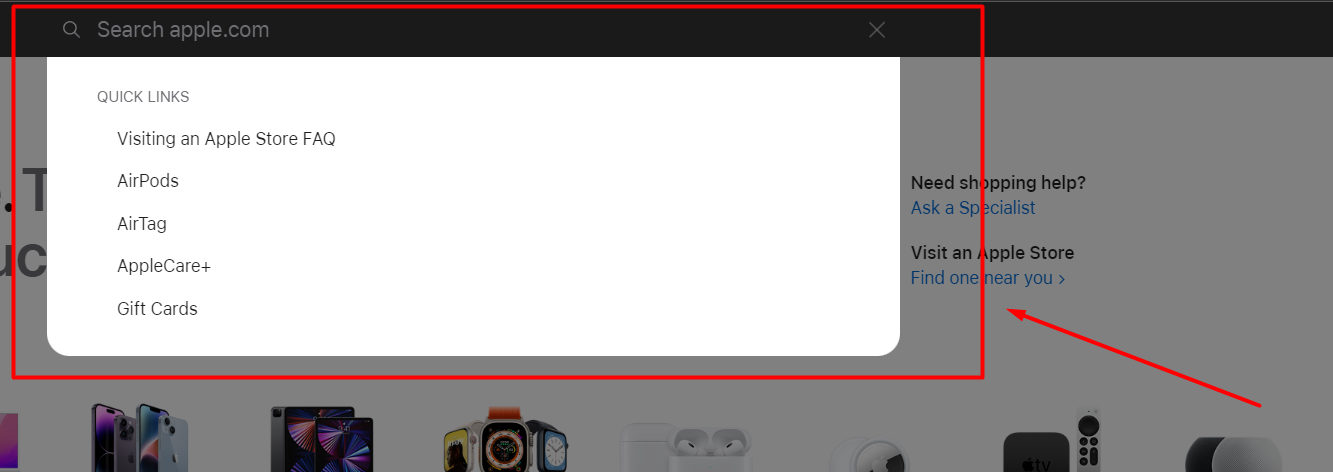 Search apple.com
QUICK LINKS
Visiting an Apple Store FAQ
AirPods
AirTag
AppleCare+
Gift Cards
Need shopping help?
Ask a Specialist
Visit an Apple Store
Find one near you >
tv